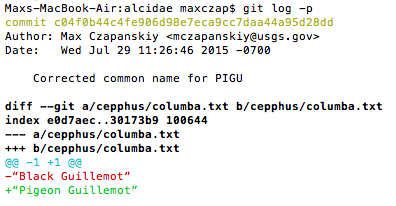 Maxs-MacBook-Air:alcidae maxczap$ git log -p
commit c04f0b44c4fe906d98e7eca9cc7daa44a95d28dd
Author: Max Czapanskiy <mczapanskiy@usgs.gov>
Date:   Wed Jul 29 11:26:46 2015 -0700

    Corrected common name for PIGU

diff --git a/cepphus/columba.txt b/cepphus/columba.txt
index e0d7aec..30173b9 100644
--- a/cepphus/columba.txt
+++ b/cepphus/columba.txt
@@ -1 +1 @@
-“Black Guillemot”
+“Pigeon Guillemot”